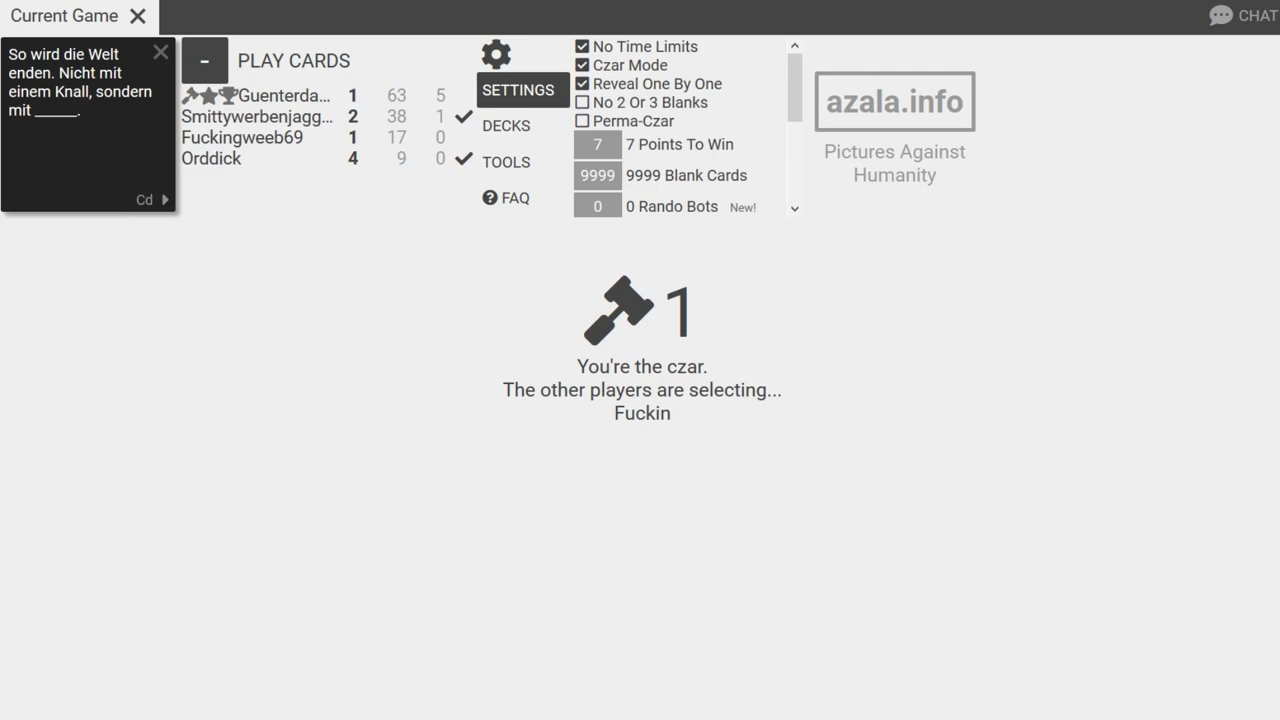 Current Game
CHAT
So wird die Welt
enden. Nicht mit
einem Knall, sondern
mit ______.
Cd
-
PLAY CARDS
Guenterda... 1 63 5
Smittywerbenjagg... 2 38 1
Fuckingweeb69 1 17 0
Orddick 4 9 0
SETTINGS
DECKS
TOOLS
FAQ
No Time Limits
Czar Mode
Reveal One By One
No 2 Or 3 Blanks
Perma-Czar
7 7 Points To Win
9999 9999 Blank Cards
0 0 Rando Bots New!
azala.info
Pictures Against
Humanity
1
You're the czar.
The other players are selecting...
Fuckin